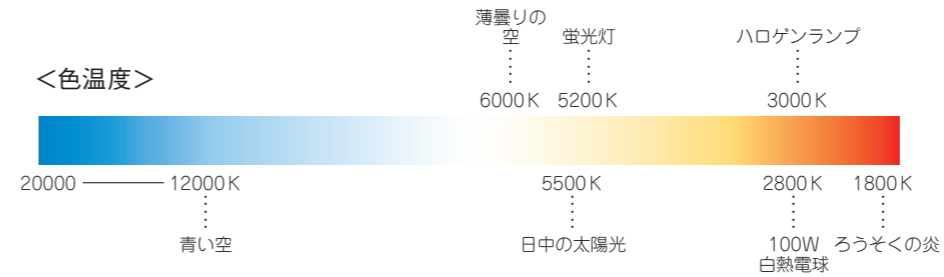 薄曇りの
空
蛍光灯
ハロゲンランプ
＜色温度＞
6000K
5200K
3000K
20000
12000K
5500K
2800K
1800K
青い空
日中の太陽光
100W
白熱電球
ろうそくの炎